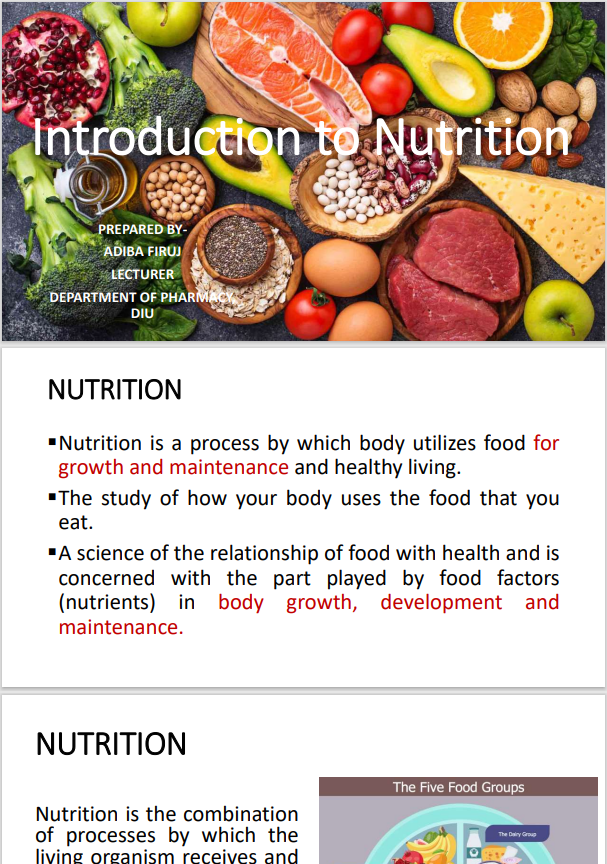 Introduction to Nutrition
PREPARED BY-
ADIBA FIRUJ
LECTURER
DEPARTMENT OF PHARMACY,
DIU
NUTRITION
▪Nutrition is a process by which body utilizes food for
growth and maintenance and healthy living.
▪The study of how your body uses the food that you
eat.
▪A science of the relationship of food with health and is
concerned with the part played by food factors
(nutrients) in body growth, development and
maintenance.
NUTRITION
Nutrition is the combination
of processes by which the
living organism receives and
The Five Food Groups
The Dairy Group